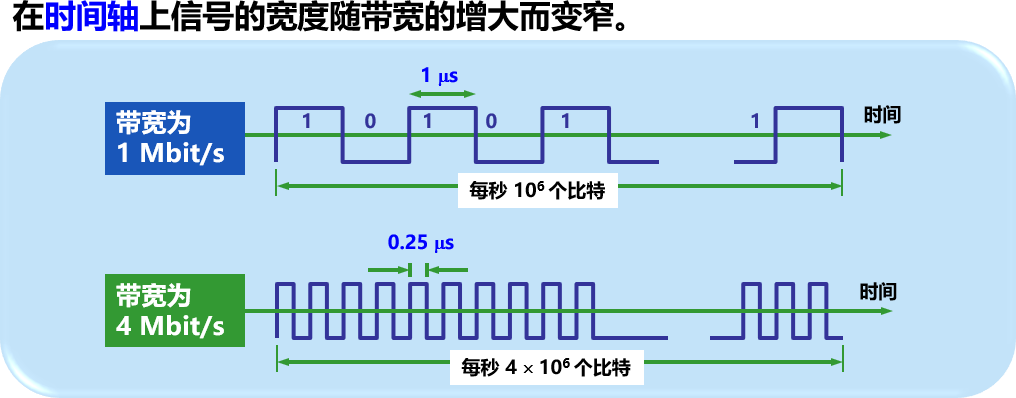 在时间轴上信号的宽度随带宽的增大而变窄。
1 μs
带宽为
1 Mbit/s
1 0 1 0 1 1
时间
每秒 10⁶ 个比特
0.25 μs
带宽为
4 Mbit/s
时间
每秒 4 × 10⁶ 个比特